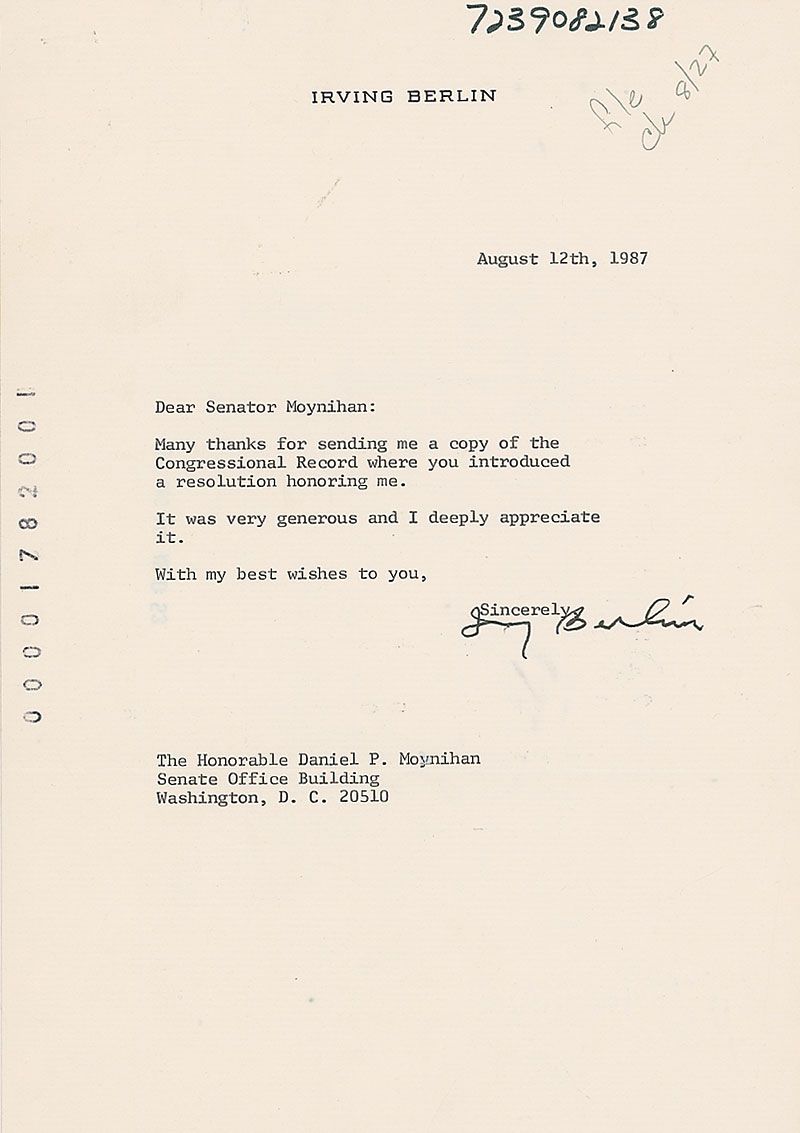 7239082138
file
ck 8/27
IRVING BERLIN
August 12th, 1987
Dear Senator Moynihan:
Many thanks for sending me a copy of the
Congressional Record where you introduced
a resolution honoring me.
It was very generous and I deeply appreciate
it.
With my best wishes to you,
Sincerely,
Irving Berlin
The Honorable Daniel P. Moynihan
Senate Office Building
Washington, D. C. 20510
00001782001